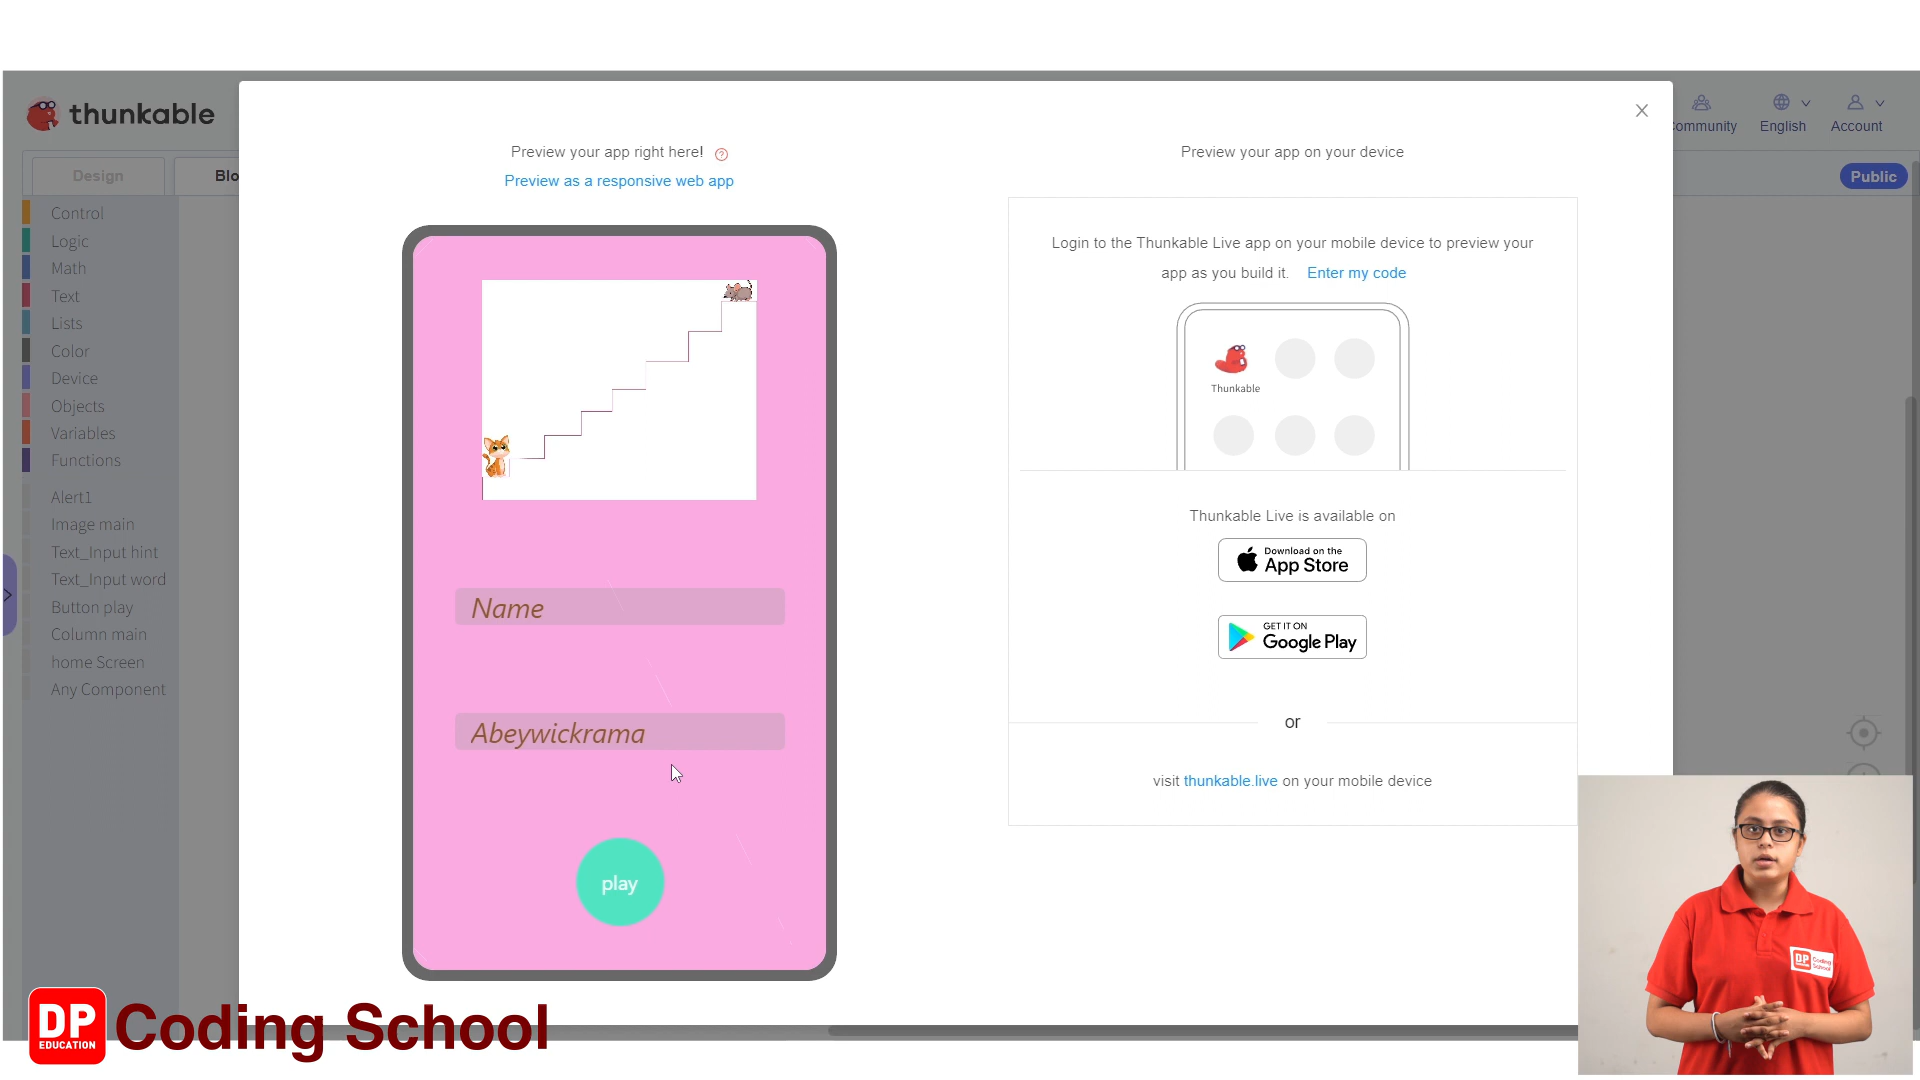 thunkable
ommunity
English
Account
Design
Blo
Public
Control
Logic
Math
Text
Lists
Color
Device
Objects
Variables
Functions
Alert1
Image main
Text_Input hint
Text_Input word
Button play
Column main
home Screen
Any Component
Preview your app right here!
Preview as a responsive web app
Name
Abeywickrama
play
Preview your app on your device
Login to the Thunkable Live app on your mobile device to preview your
app as you build it. Enter my code
Thunkable
Thunkable Live is available on
Download on the
App Store
GET IT ON
Google Play
or
visit thunkable.live on your mobile device
DP
Coding
School
DP
EDUCATION
Coding School